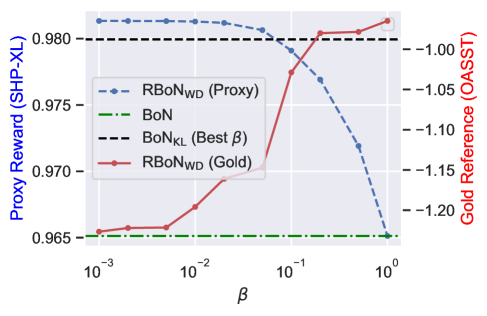 Proxy Reward (SHP-XL)
0.980
0.975
0.970
0.965
RBoN_WD (Proxy)
BoN
BoN_KL (Best β)
RBoN_WD (Gold)
−1.00
−1.05
−1.10
−1.15
−1.20
Gold Reference (OASST)
10⁻³ 10⁻² 10⁻¹ 10⁰
β